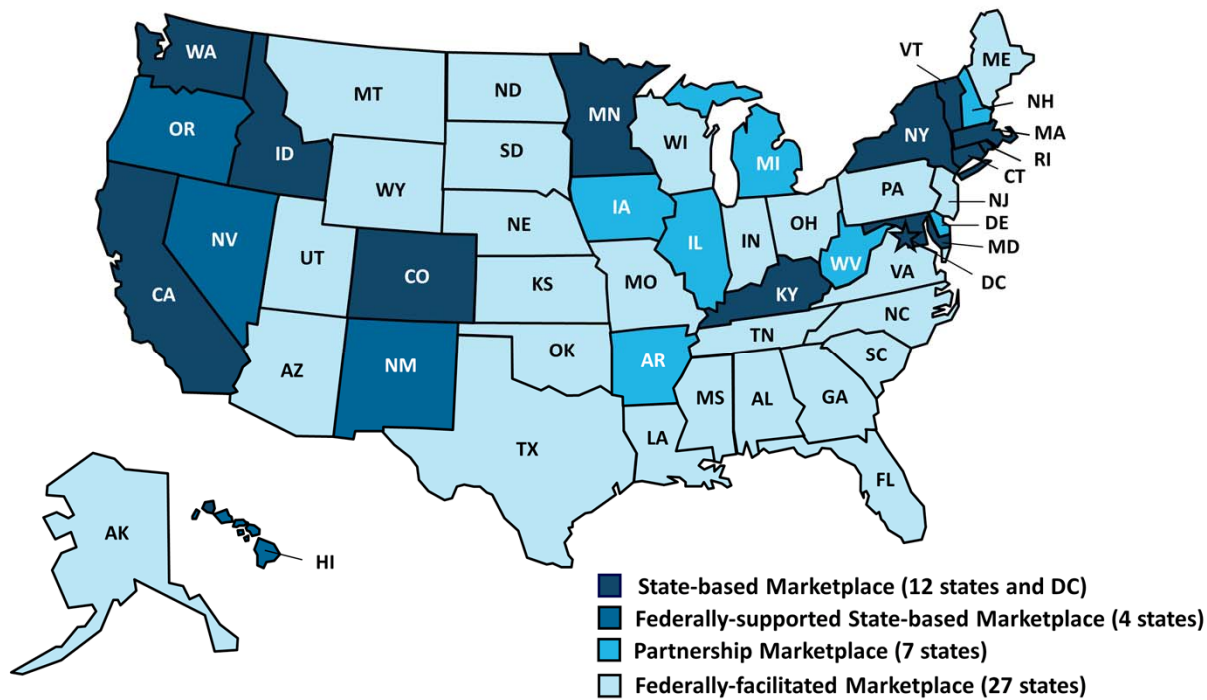 WA
MT
ND
MN
VT
ME
NH
OR
ID
SD
WI
NY
MA
MI
RI
WY
CT
PA
NJ
IA
NE
OH
DE
NV
IL
IN
MD
UT
WV
CO
VA
DC
CA
KS
MO
KY
NC
TN
AZ
NM
OK
AR
SC
MS
AL
GA
TX
LA
FL
AK
HI
State-based Marketplace (12 states and DC)
Federally-supported State-based Marketplace (4 states)
Partnership Marketplace (7 states)
Federally-facilitated Marketplace (27 states)